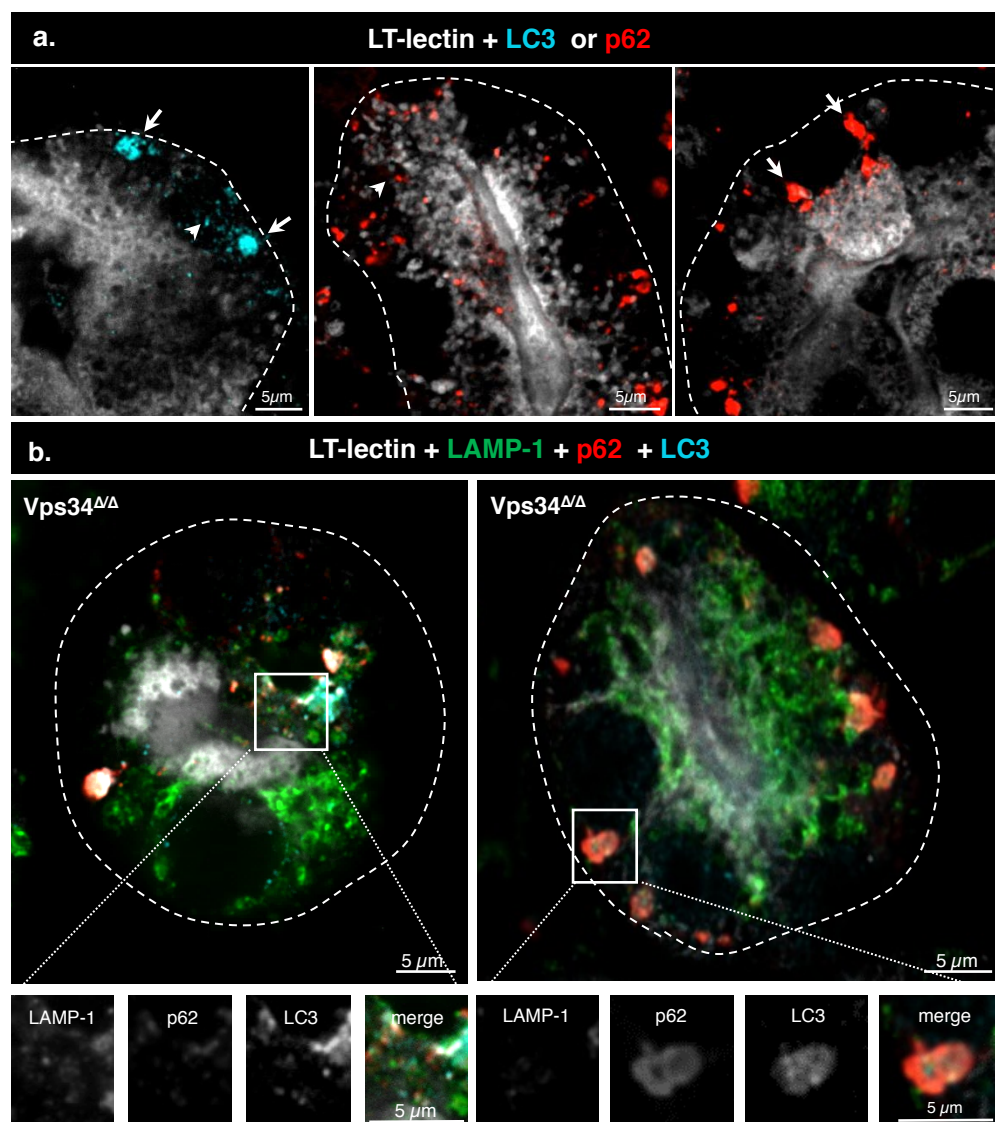 a.
LT-lectin + LC3 or p62
5µm
5µm
5µm
b.
LT-lectin + LAMP-1 + p62 + LC3
Vps34Δ/Δ
Vps34Δ/Δ
5 µm
5 µm
LAMP-1
p62
LC3
merge
LAMP-1
p62
LC3
merge
5 µm
5 µm